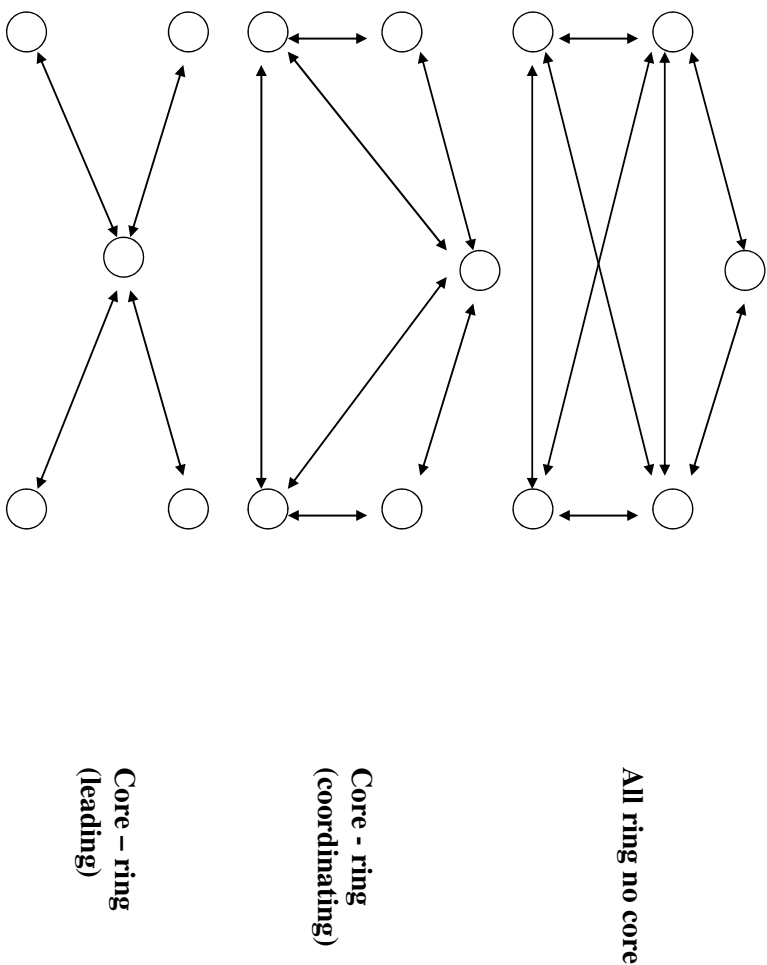 All ring no core
Core - ring
(coordinating)
Core – ring
(leading)